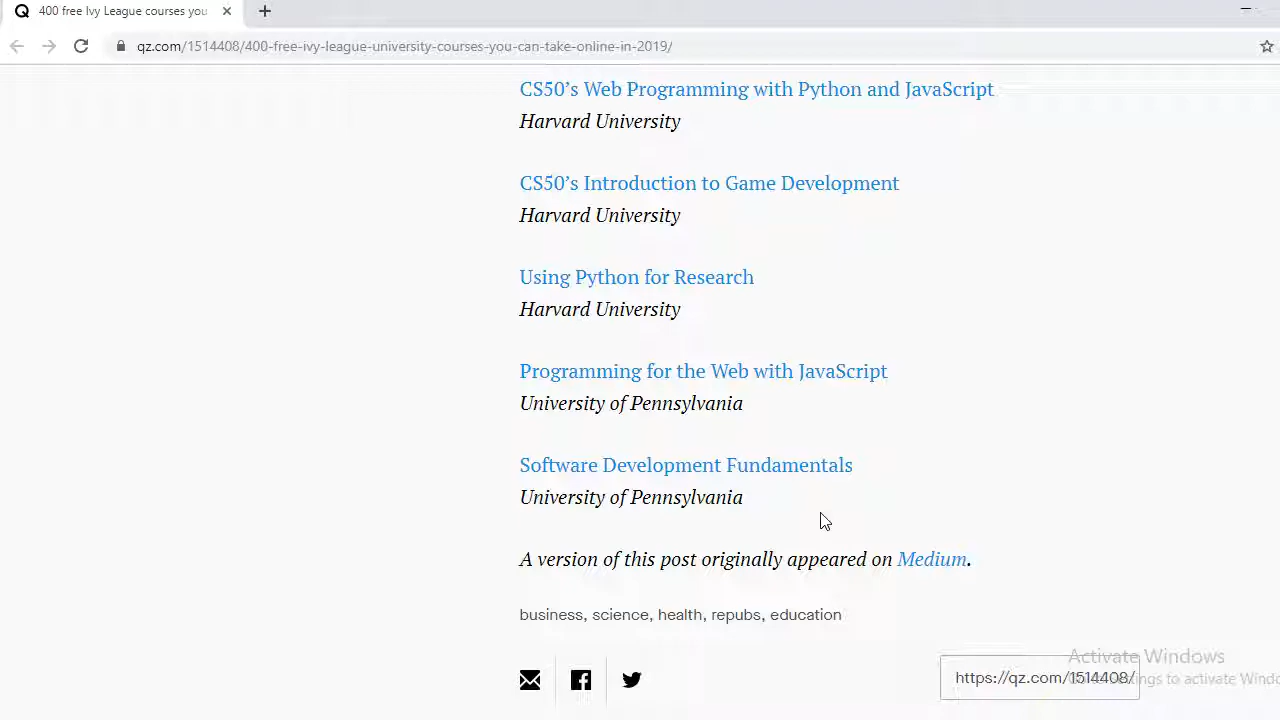 400 free Ivy League courses you
qz.com/1514408/400-free-ivy-league-university-courses-you-can-take-online-in-2019/
CS50’s Web Programming with Python and JavaScript
Harvard University
CS50’s Introduction to Game Development
Harvard University
Using Python for Research
Harvard University
Programming for the Web with JavaScript
University of Pennsylvania
Software Development Fundamentals
University of Pennsylvania
A version of this post originally appeared on Medium.
business, science, health, repubs, education
Activate Windows
https://qz.com/1514408/
to activate